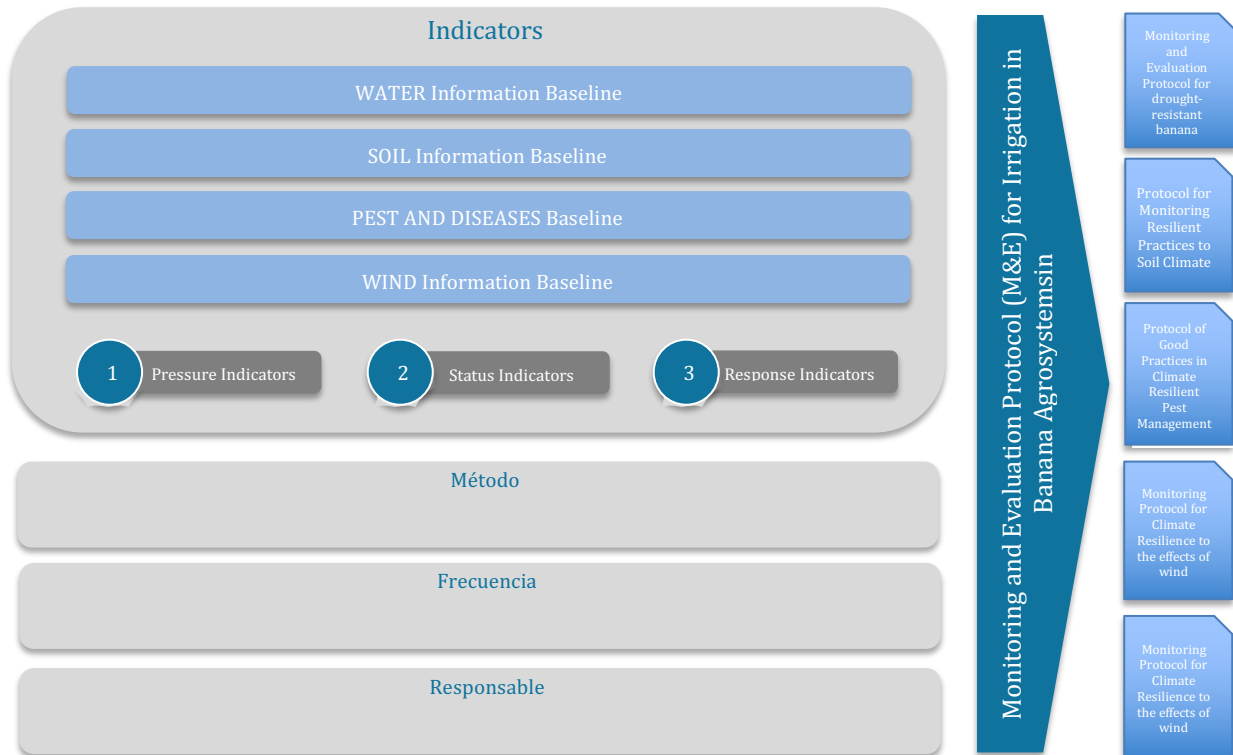 Indicators
WATER Information Baseline
SOIL Information Baseline
PEST AND DISEASES Baseline
WIND Information Baseline
1 Pressure Indicators
2 Status Indicators
3 Response Indicators
Método
Frecuencia
Responsable
Monitoring and Evaluation Protocol (M&E) for Irrigation in
Banana Agrosystemsin
Monitoring
and
Evaluation
Protocol for
drought-
resistant
banana
Protocol for
Monitoring
Resilient
Practices to
Soil Climate
Protocol of
Good
Practices in
Climate
Resilient
Pest
Management
Monitoring
Protocol for
Climate
Resilience to
the effects of
wind
Monitoring
Protocol for
Climate
Resilience to
the effects of
wind